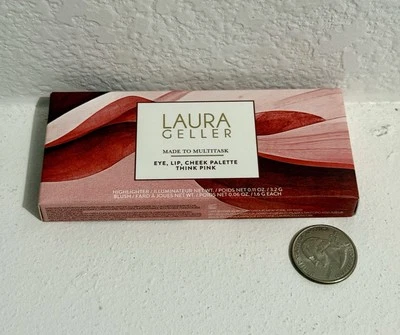 LAURA
GELLER
MADE TO MULTITASK
EYE, LIP, CHEEK PALETTE
THINK PINK
HIGHLIGHTER / ILLUMINATEUR NET WT. / POIDS NET 0.11 OZ. / 3.2 G
BLUSH / FARD À JOUES NET WT. / POIDS NET 0.06 OZ. / 1.6 G EACH